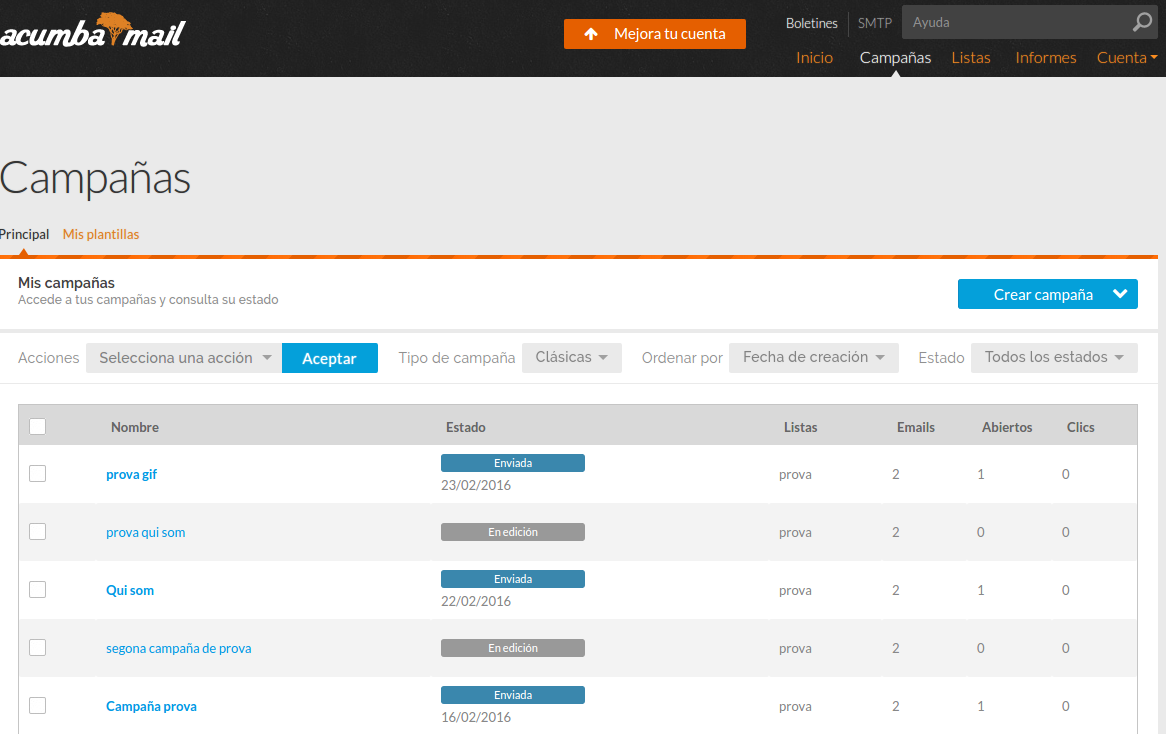 acumba mail
Mejora tu cuenta
Boletines SMTP Ayuda
Inicio Campañas Listas Informes Cuenta
Campañas
Principal Mis plantillas
Mis campañas
Accede a tus campañas y consulta su estado
Crear campaña
Acciones Selecciona una acción Aceptar Tipo de campaña Clásicas Ordenar por Fecha de creación Estado Todos los estados
Nombre Estado Listas Emails Abiertos Clics
prova gif Enviada prova 2 1 0
23/02/2016
prova qui som En edición prova 2 0 0
Qui som Enviada prova 2 1 0
22/02/2016
segona campaña de prova En edición prova 2 0 0
Campaña prova Enviada prova 2 1 0
16/02/2016